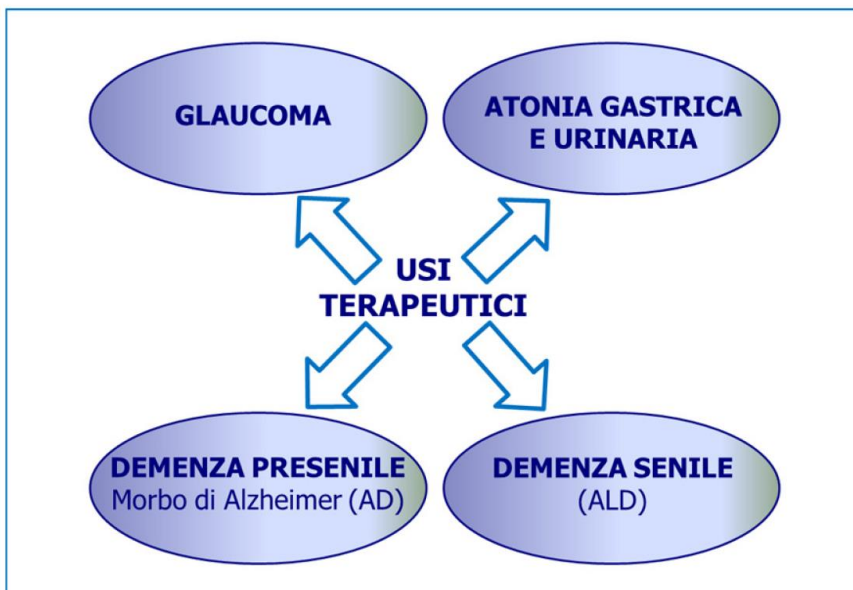 GLAUCOMA
ATONIA GASTRICA
E URINARIA
USI
TERAPEUTICI
DEMENZA PRESENILE
Morbo di Alzheimer (AD)
DEMENZA SENILE
(ALD)